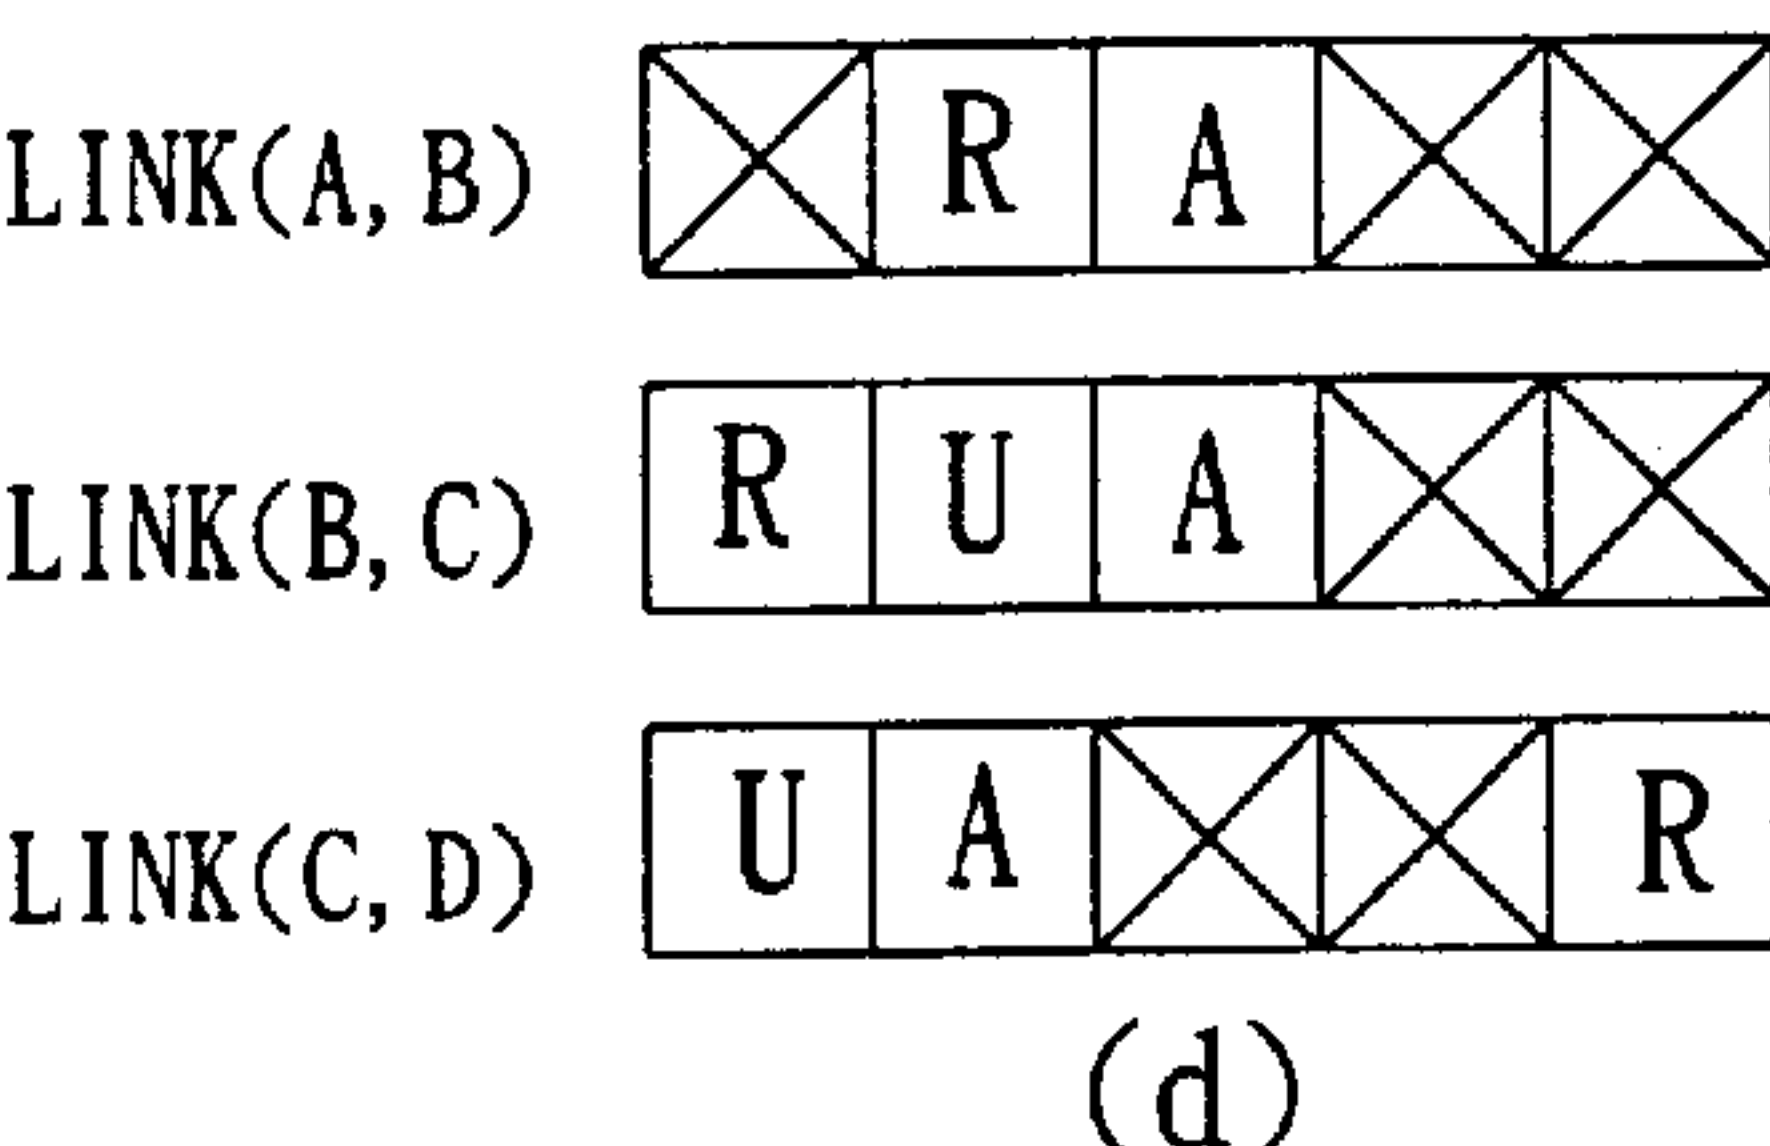 LINK(A,B) R A
LINK(B,C) R U A
LINK(C,D) U A R
(d)